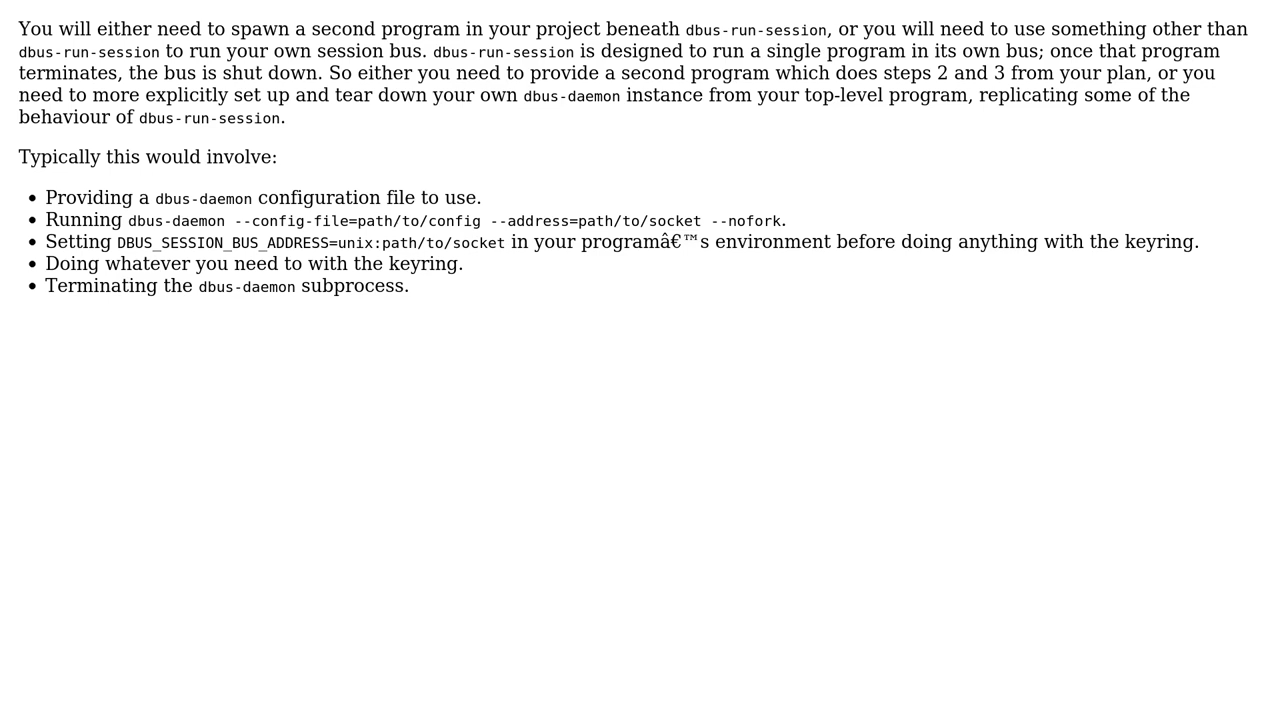 You will either need to spawn a second program in your project beneath dbus-run-session, or you will need to use something other than
dbus-run-session to run your own session bus. dbus-run-session is designed to run a single program in its own bus; once that program
terminates, the bus is shut down. So either you need to provide a second program which does steps 2 and 3 from your plan, or you
need to more explicitly set up and tear down your own dbus-daemon instance from your top-level program, replicating some of the
behaviour of dbus-run-session.
Typically this would involve:
• Providing a dbus-daemon configuration file to use.
• Running dbus-daemon --config-file=path/to/config --address=path/to/socket --nofork.
• Setting DBUS_SESSION_BUS_ADDRESS=unix:path/to/socket in your programâ€™s environment before doing anything with the keyring.
• Doing whatever you need to with the keyring.
• Terminating the dbus-daemon subprocess.